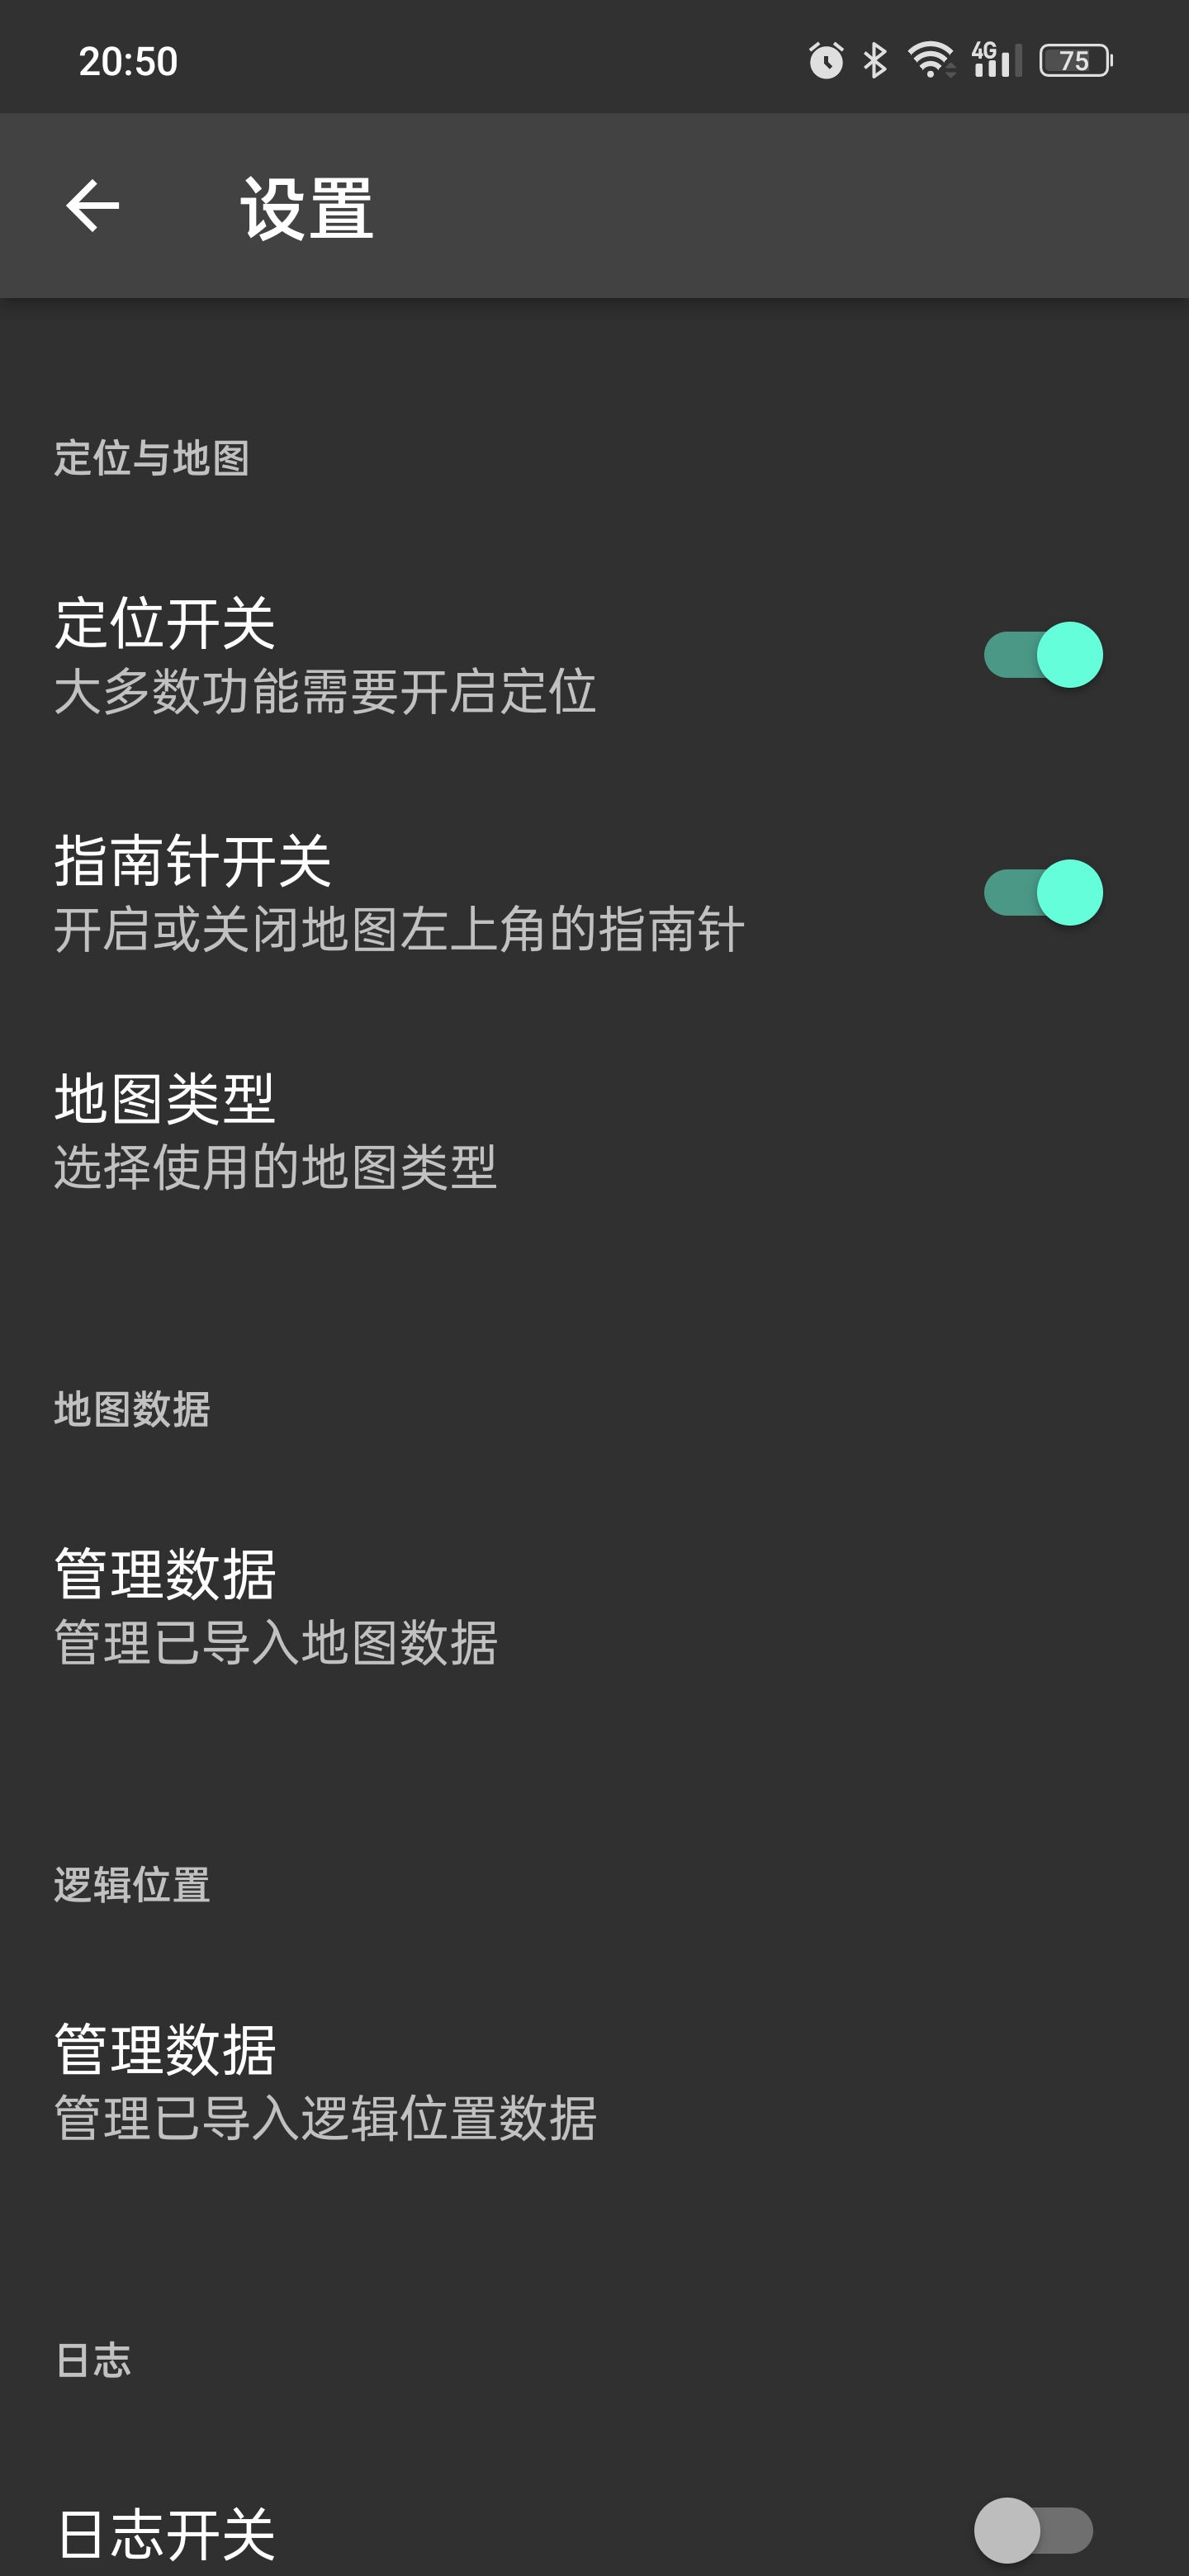 20:50
4G
75
设置
定位与地图
定位开关
大多数功能需要开启定位
指南针开关
开启或关闭地图左上角的指南针
地图类型
选择使用的地图类型
地图数据
管理数据
管理已导入地图数据
逻辑位置
管理数据
管理已导入逻辑位置数据
日志
日志开关